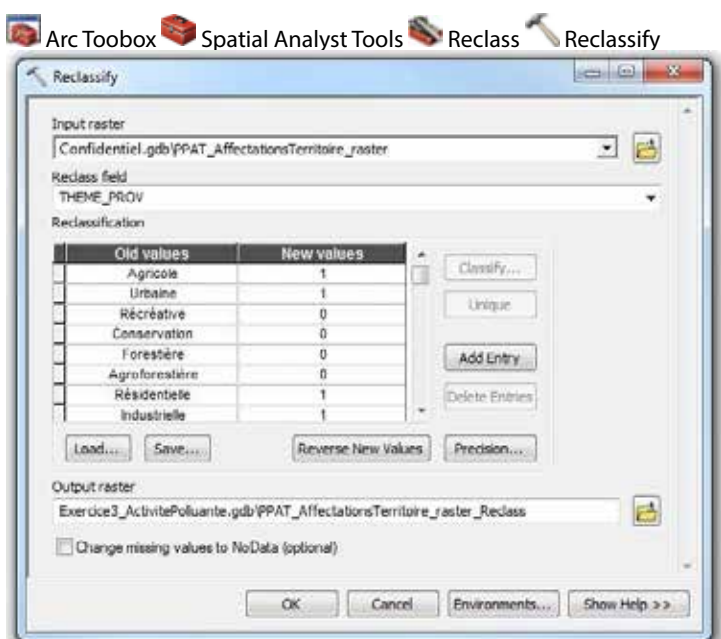 Arc Toobox Spatial Analyst Tools Reclass Reclassify
Reclassify
Input raster
Confidentiel.gdb\PPAT_AffectationsTerritoire_raster
Reclass field
THEME_PROV
Reclassification
Old values New values
Agricole 1
Urbaine 1
Récréative 0
Conservation 0
Forestière 0
Agroforestière 0
Résidentielle 1
Industrielle 1
Classify...
Unique
Add Entry
Delete Entries
Load... Save... Reverse New Values Precision...
Output raster
Exercice3_ActivitePolluante.gdb\PPAT_AffectationsTerritoire_raster_Reclass
Change missing values to NoData (optional)
OK Cancel Environments... Show Help >>